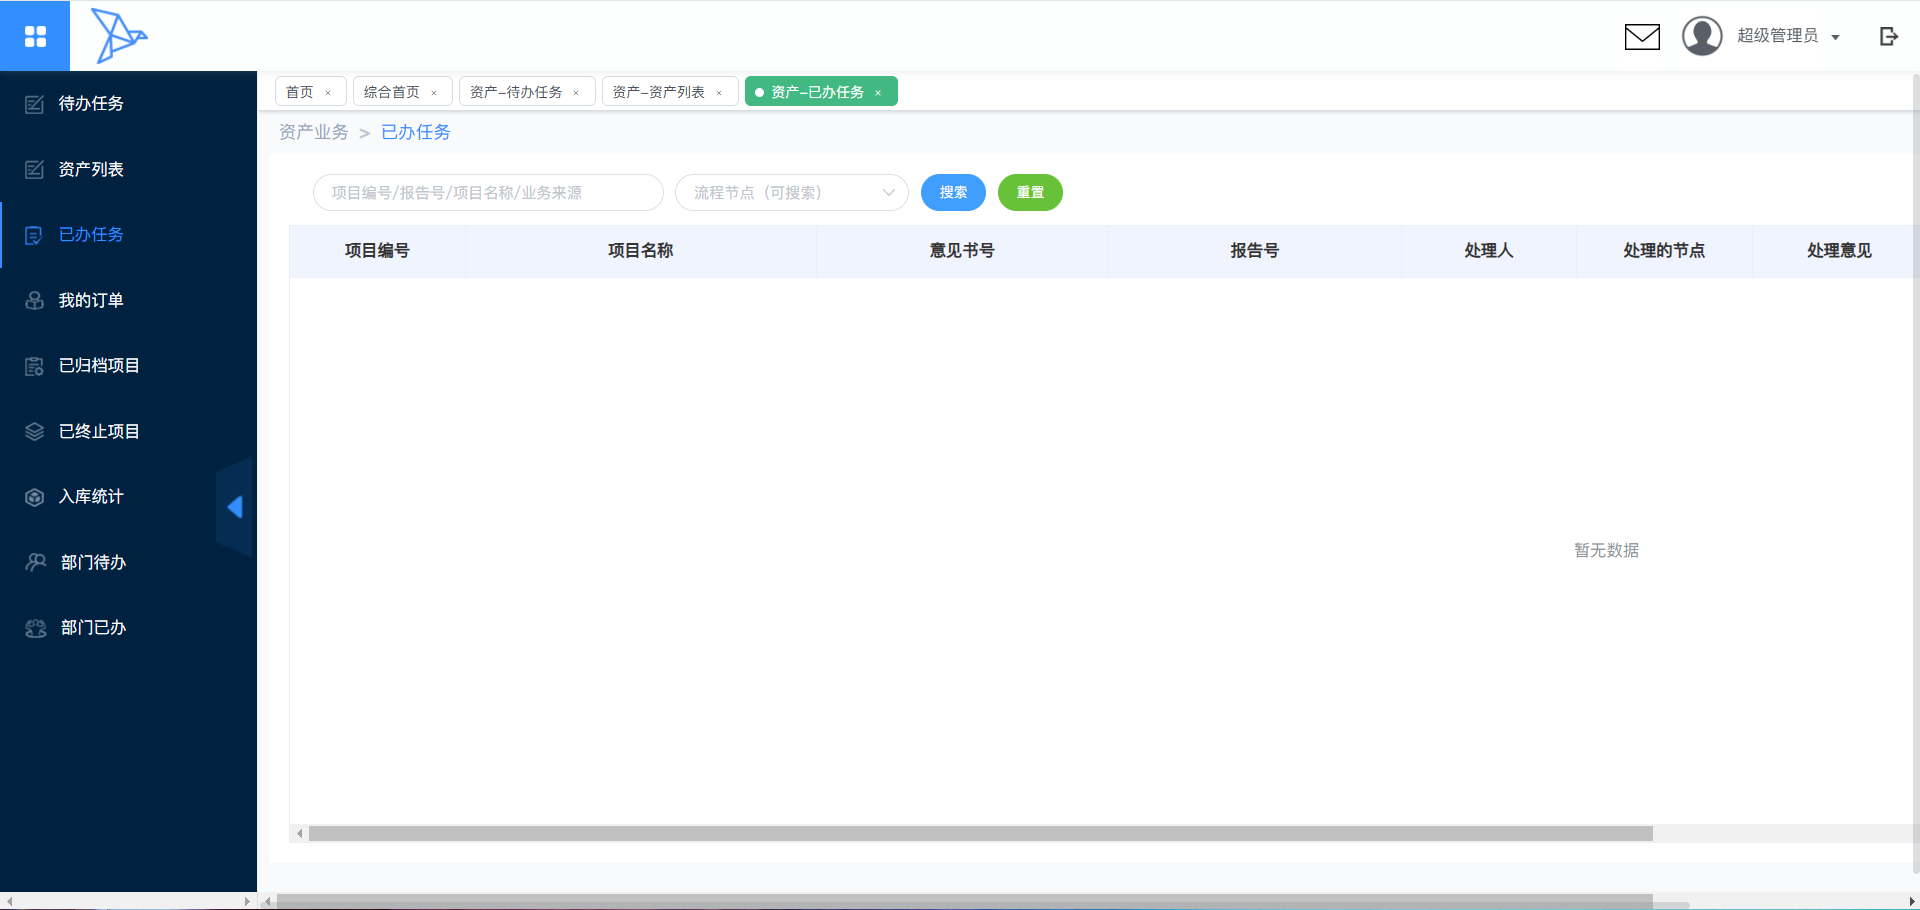 超级管理员
首页 × 综合首页 × 资产-待办任务 × 资产-资产列表 × 资产-已办任务 ×
资产业务 > 已办任务
待办任务
资产列表
已办任务
我的订单
已归档项目
已终止项目
入库统计
部门待办
部门已办
项目编号/报告号/项目名称/业务来源 流程节点（可搜索） 搜索 重置
项目编号 项目名称 意见书号 报告号 处理人 处理的节点 处理意见
暂无数据